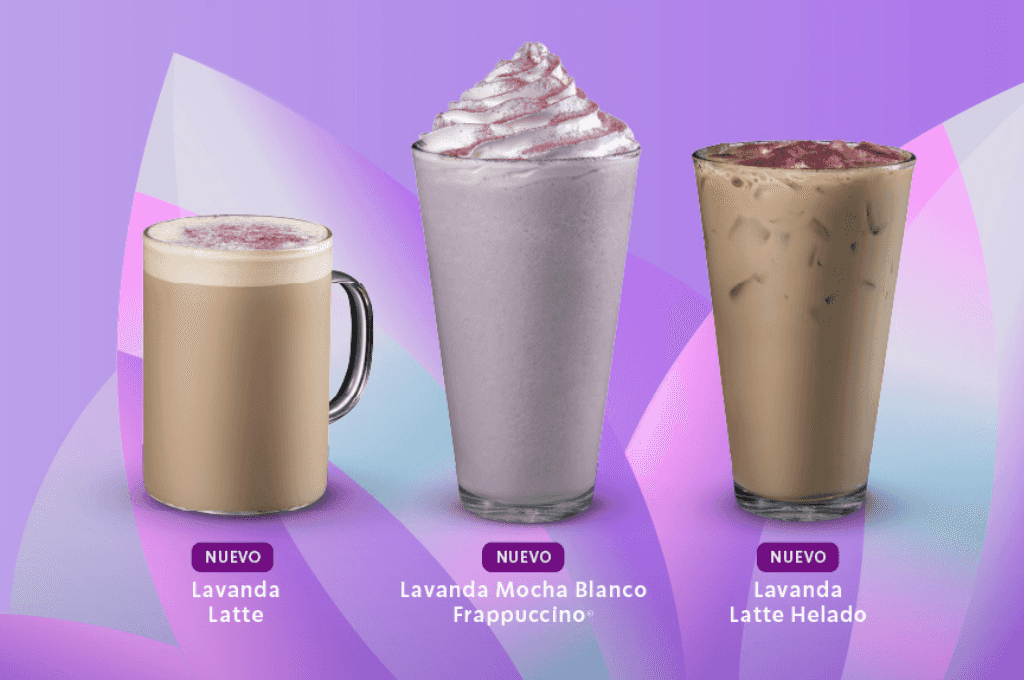 NUEVO
Lavanda
Latte
NUEVO
Lavanda Mocha Blanco
Frappuccino®
NUEVO
Lavanda
Latte Helado